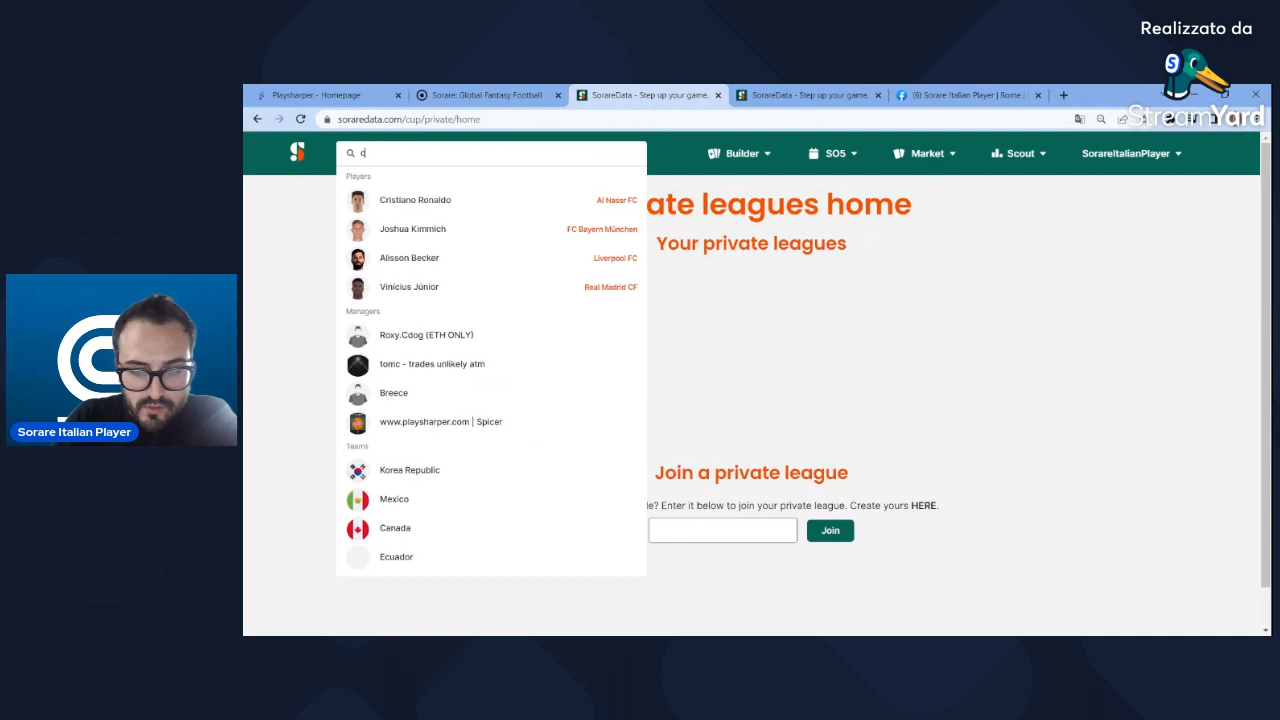 Realizzato da
StreamYard
Playsharper - Homepage
Sorare: Global Fantasy Football
SorareData - Step up your game.
SorareData - Step up your game.
(6) Sorare Italian Player | Rome |
soraredata.com/cup/private/home
c
Builder
SO5
Market
Scout
SorareItalianPlayer
Players
Cristiano Ronaldo
Al Nassr FC
Joshua Kimmich
FC Bayern München
Alisson Becker
Liverpool FC
Vinícius Júnior
Real Madrid CF
Managers
Roxy.Cdog (ETH ONLY)
tomc - trades unlikely atm
Breece
www.playsharper.com | Spicer
Teams
Korea Republic
Mexico
Canada
Ecuador
ate leagues home
Your private leagues
Join a private league
le? Enter it below to join your private league. Create yours HERE.
Join
Sorare Italian Player